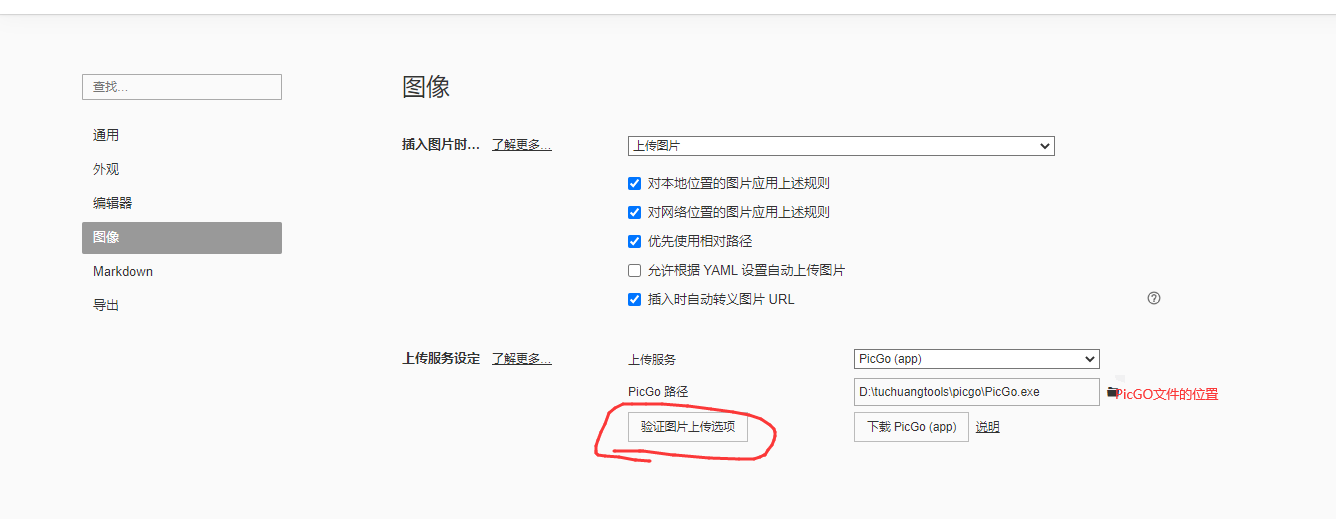 查找...
通用
外观
编辑器
图像
Markdown
导出
图像
插入图片时... 了解更多... 上传图片
对本地位置的图片应用上述规则
对网络位置的图片应用上述规则
优先使用相对路径
允许根据 YAML 设置自动上传图片
插入时自动转义图片 URL
上传服务设定 了解更多... 上传服务 PicGo (app)
PicGo 路径 D:\tuchuangtools\picgo\PicGo.exe PicGO文件的位置
验证图片上传选项 下载 PicGo (app) 说明